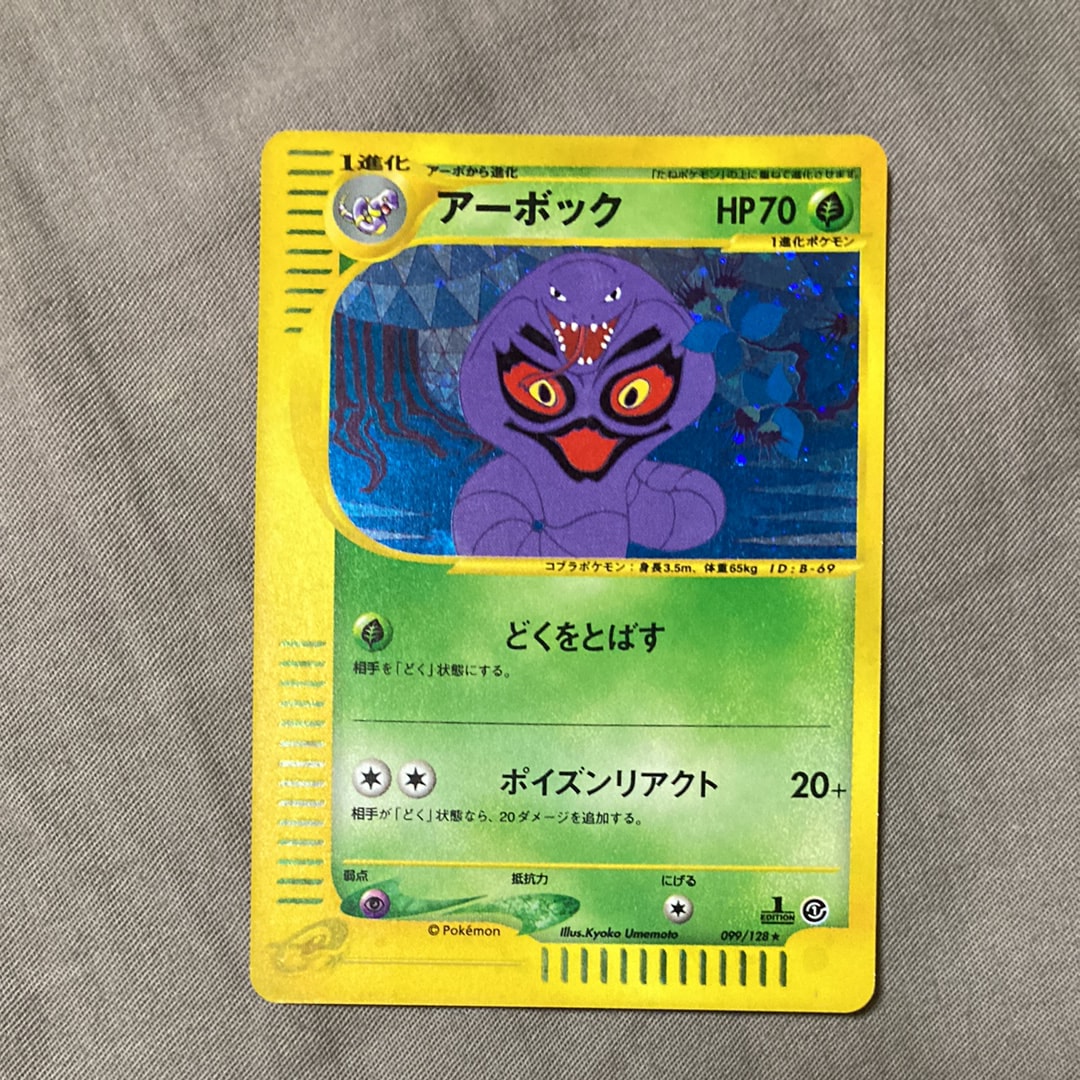 1進化
アーボから進化
「たねポケモン」の上に重ねて進化させます。
アーボック HP70
1進化ポケモン
コブラポケモン：身長3.5m、体重65kg ID：B-69
どくをとばす
相手を「どく」状態にする。
ポイズンリアクト 20+
相手が「どく」状態なら、20ダメージを追加する。
弱点 抵抗力 にげる
1 EDITION
©Pokémon Illus.Kyoko Umemoto 099/128★